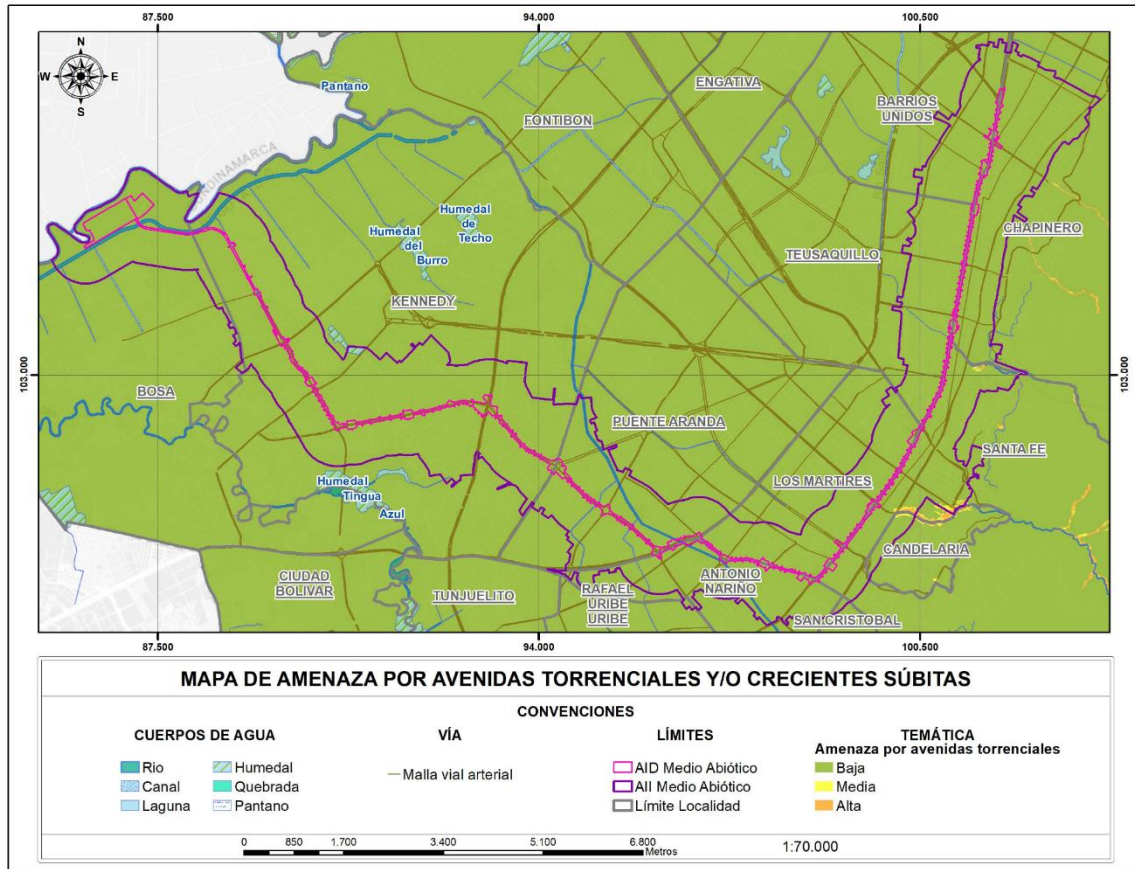 87.500 94.000 100.500
N
W E
S
Pantano
ENGATIVA
BARRIOS
UNIDOS
FONTIBON
CUNDINAMARCA
Humedal
de
Techo
Humedal
del
Burro
CHAPINERO
TEUSAQUILLO
KENNEDY
103.000 103.000
BOSA
PUENTE ARANDA
SANTA FE
LOS MARTIRES
Humedal
Tingua
Azul
CANDELARIA
CIUDAD
BOLIVAR
TUNJUELITO
RAFAEL
URIBE
URIBE
ANTONIO
NARIÑO
SAN CRISTOBAL
87.500 94.000 100.500
MAPA DE AMENAZA POR AVENIDAS TORRENCIALES Y/O CRECIENTES SÚBITAS
CONVENCIONES
CUERPOS DE AGUA
Rio
Canal
Laguna
Humedal
Quebrada
Pantano
VÍA
Malla vial arterial
LÍMITES
AID Medio Abiótico
AII Medio Abiótico
Límite Localidad
TEMÁTICA
Amenaza por avenidas torrenciales
Baja
Media
Alta
0 850 1.700 3.400 5.100 6.800
Metros
1:70.000